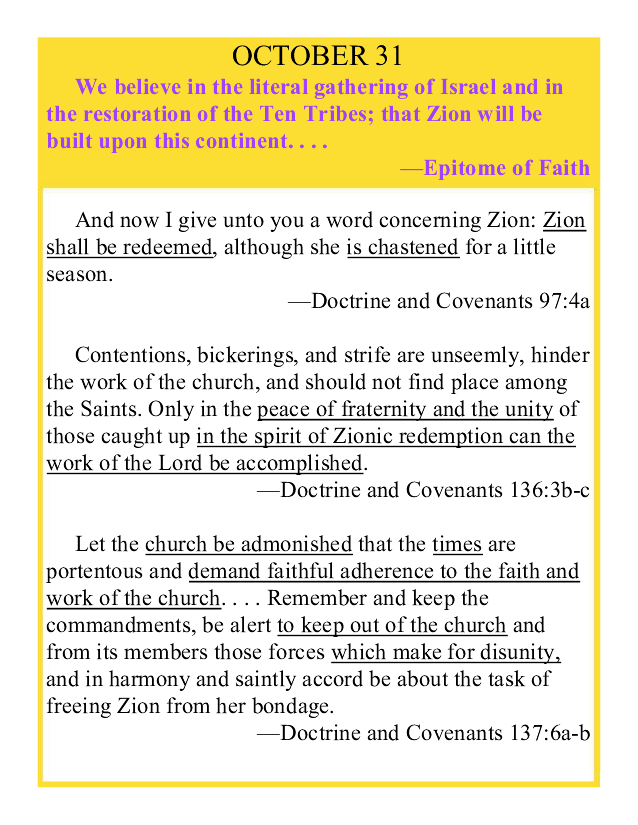 OCTOBER 31
We believe in the literal gathering of Israel and in
the restoration of the Ten Tribes; that Zion will be
built upon this continent. . . .
—Epitome of Faith
And now I give unto you a word concerning Zion: Zion
shall be redeemed, although she is chastened for a little
season.
—Doctrine and Covenants 97:4a
Contentions, bickerings, and strife are unseemly, hinder
the work of the church, and should not find place among
the Saints. Only in the peace of fraternity and the unity of
those caught up in the spirit of Zionic redemption can the
work of the Lord be accomplished.
—Doctrine and Covenants 136:3b-c
Let the church be admonished that the times are
portentous and demand faithful adherence to the faith and
work of the church. . . . Remember and keep the
commandments, be alert to keep out of the church and
from its members those forces which make for disunity,
and in harmony and saintly accord be about the task of
freeing Zion from her bondage.
—Doctrine and Covenants 137:6a-b